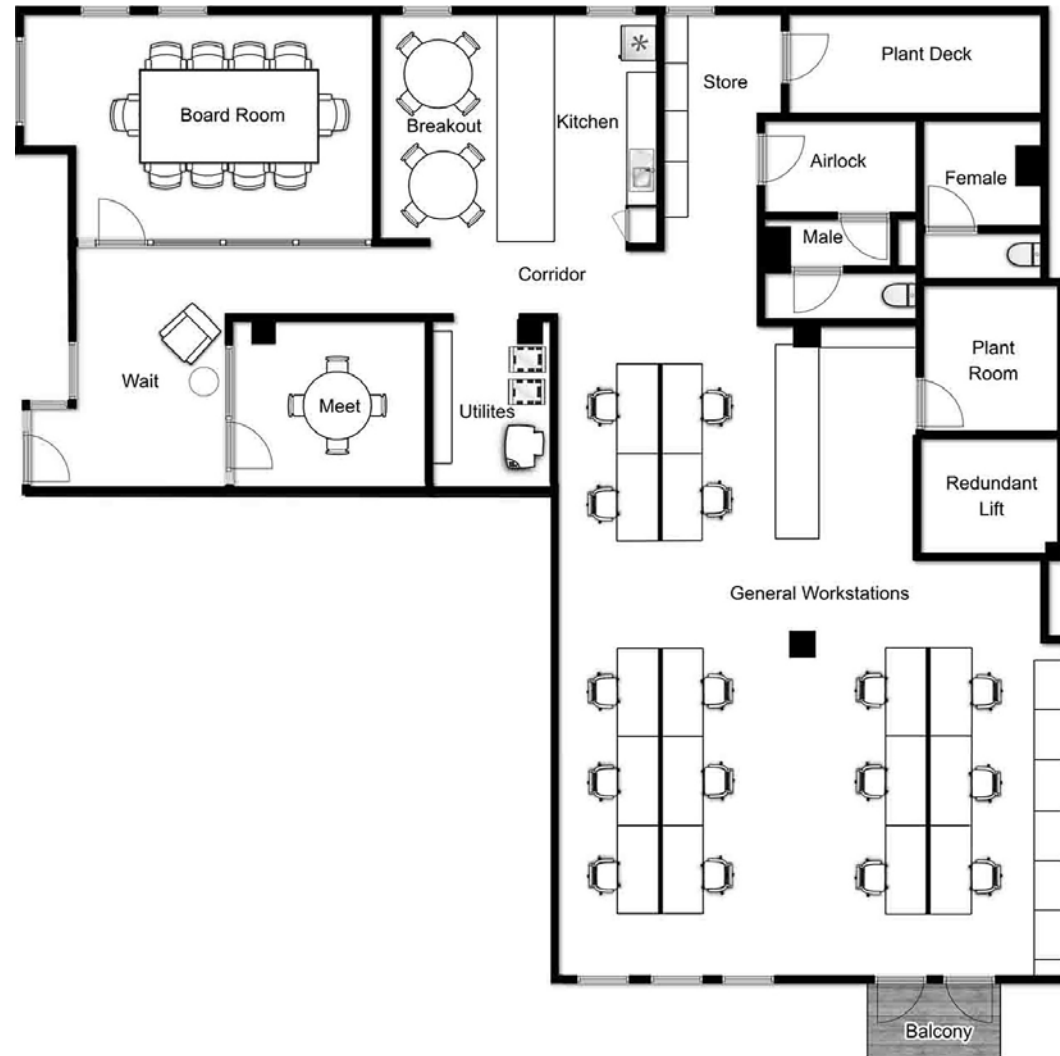 Plant Deck
Board Room
Store
Breakout
Kitchen
Airlock
Female
Male
Corridor
Wait
Meet
Utilites
Plant
Room
Redundant
Lift
General Workstations
Balcony